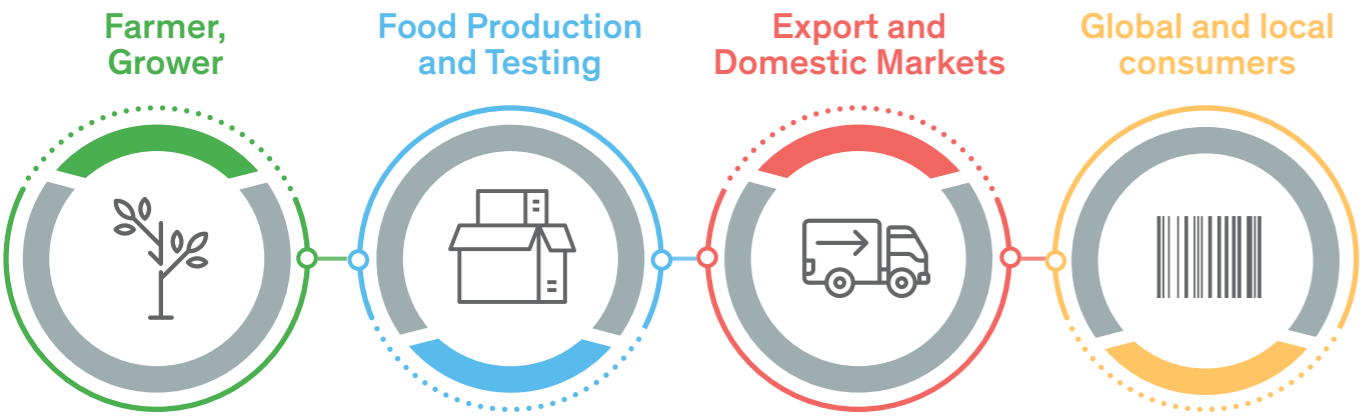 Farmer,
Grower
Food Production
and Testing
Export and
Domestic Markets
Global and local
consumers